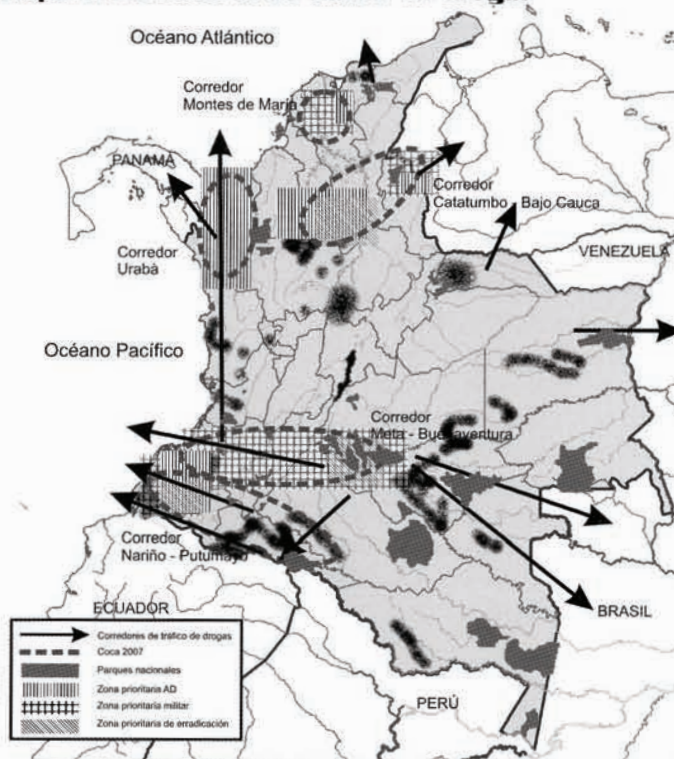 Océano Atlántico
Corredor
Montes de María
PANAMÁ
Corredor
Catatumbo - Bajo Cauca
Corredor
Urabà
VENEZUELA
Océano Pacífico
Corredor
Meta - Buenaventura
Corredor
Nariño - Putumayo
ECUADOR
BRASIL
PERÚ
Corredores de tráfico de drogas
Coca 2007
Parques nacionales
Zona prioritaria AD
Zona prioritaria militar
Zona prioritaria de erradicación